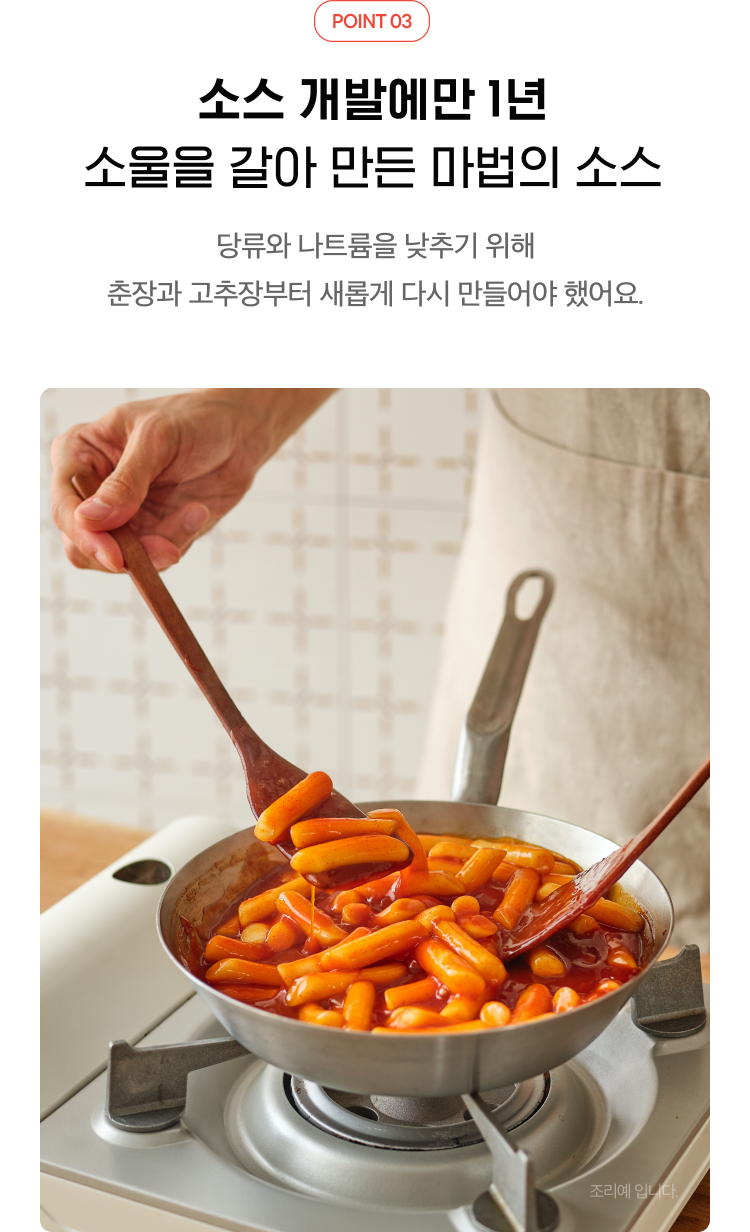 POINT 03
소스 개발에만 1년
소울을 갈아 만든 마법의 소스
당류와 나트륨을 낮추기 위해
춘장과 고추장부터 새롭게 다시 만들어야 했어요.
조리예 입니다.